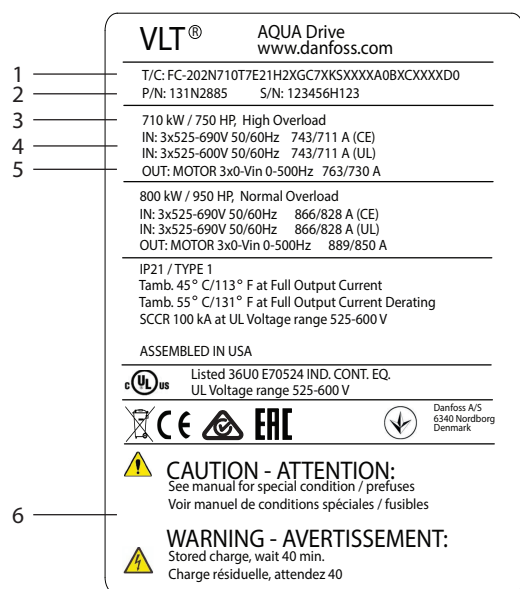 VLT® AQUA Drive
www.danfoss.com
1 T/C: FC-202N710T7E21H2XGC7XKSXXXXA0BXCXXXXD0
2 P/N: 131N2885 S/N: 123456H123
3 710 kW / 750 HP, High Overload
4 IN: 3x525-690V 50/60Hz 743/711 A (CE)
IN: 3x525-600V 50/60Hz 743/711 A (UL)
5 OUT: MOTOR 3x0-Vin 0-500Hz 763/730 A
800 kW / 950 HP, Normal Overload
IN: 3x525-690V 50/60Hz 866/828 A (CE)
IN: 3x525-690V 50/60Hz 866/828 A (UL)
OUT: MOTOR 3x0-Vin 0-500Hz 889/850 A
IP21 / TYPE 1
Tamb. 45° C/113° F at Full Output Current
Tamb. 55° C/131° F at Full Output Current Derating
SCCR 100 kA at UL Voltage range 525-600 V
ASSEMBLED IN USA
c UL us Listed 36U0 E70524 IND. CONT. EQ.
UL Voltage range 525-600 V
CE EAC
Danfoss A/S
6340 Nordborg
Denmark
CAUTION - ATTENTION:
See manual for special condition / prefuses
Voir manuel de conditions spéciales / fusibles
6
WARNING - AVERTISSEMENT:
Stored charge, wait 40 min.
Charge résiduelle, attendez 40